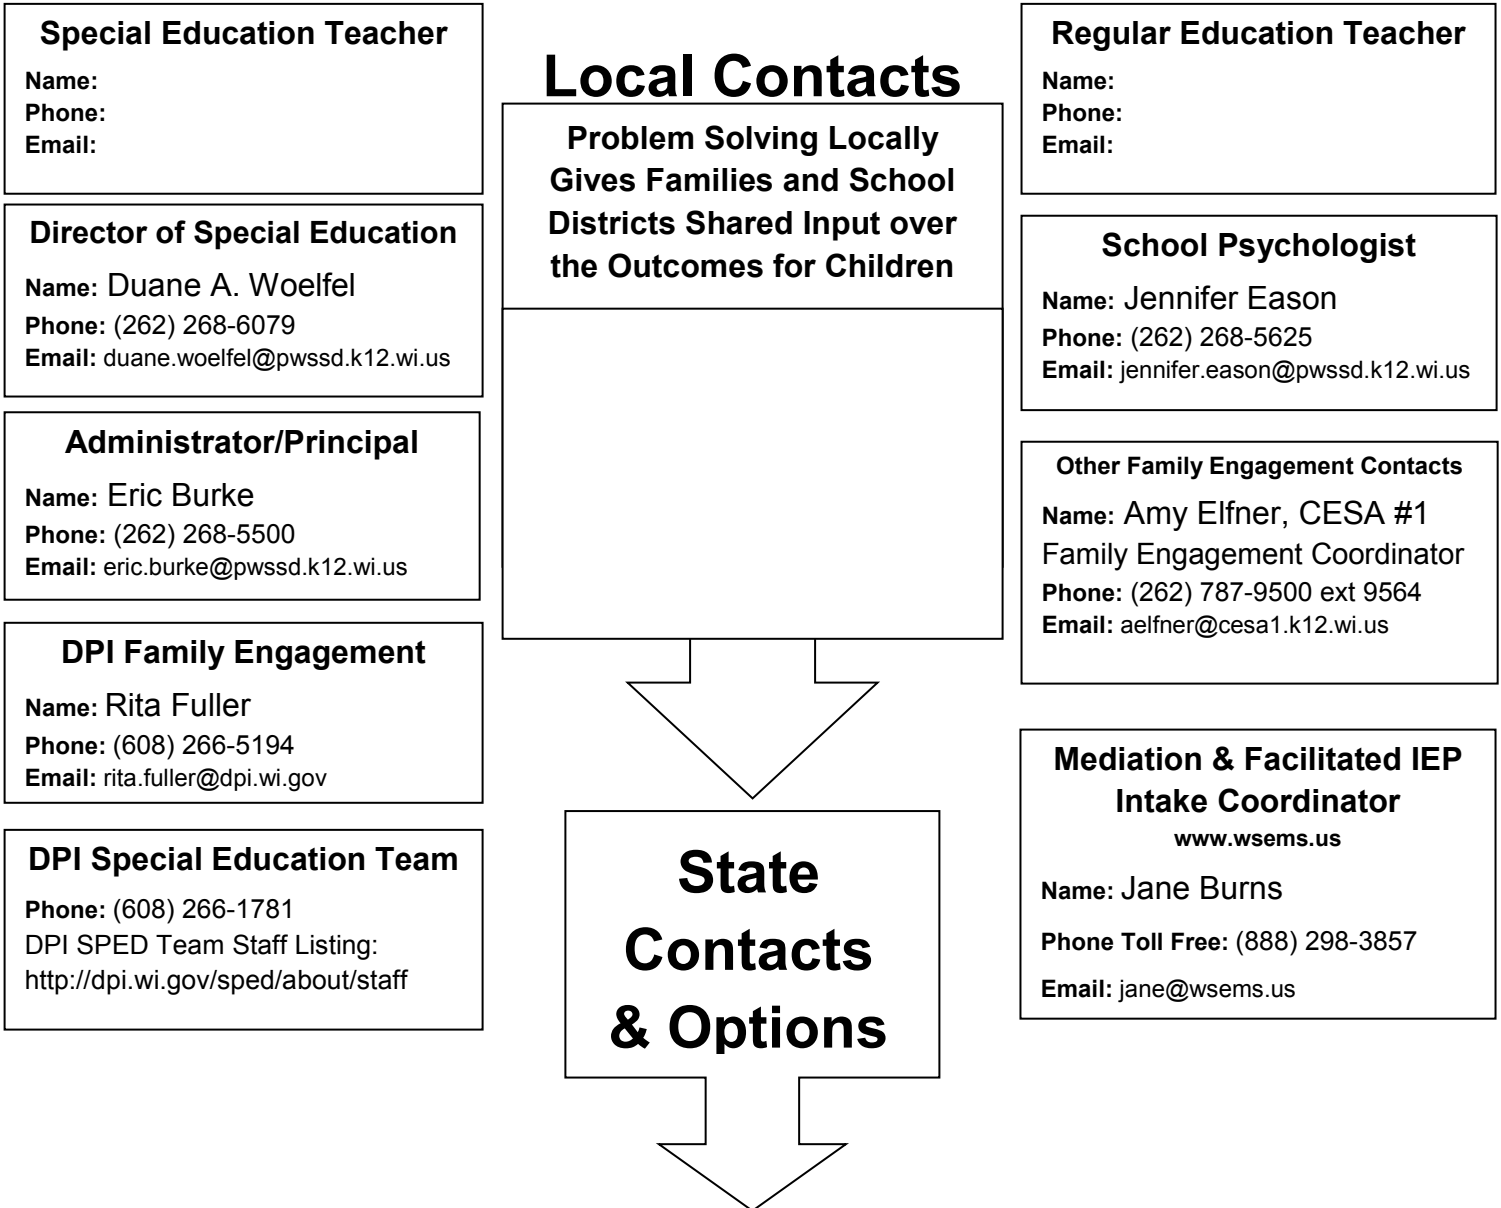 Special Education Teacher
Name:
Phone:
Email:
Director of Special Education
Name: Duane A. Woelfel
Phone: (262) 268-6079
Email: duane.woelfel@pwssd.k12.wi.us
Administrator/Principal
Name: Eric Burke
Phone: (262) 268-5500
Email: eric.burke@pwssd.k12.wi.us
DPI Family Engagement
Name: Rita Fuller
Phone: (608) 266-5194
Email: rita.fuller@dpi.wi.gov
DPI Special Education Team
Phone: (608) 266-1781
DPI SPED Team Staff Listing:
http://dpi.wi.gov/sped/about/staff
Local Contacts
Problem Solving Locally
Gives Families and School
Districts Shared Input over
the Outcomes for Children
State
Contacts
& Options
Regular Education Teacher
Name:
Phone:
Email:
School Psychologist
Name: Jennifer Eason
Phone: (262) 268-5625
Email: jennifer.eason@pwssd.k12.wi.us
Other Family Engagement Contacts
Name: Amy Elfner, CESA #1
Family Engagement Coordinator
Phone: (262) 787-9500 ext 9564
Email: aelfner@cesa1.k12.wi.us
Mediation & Facilitated IEP
Intake Coordinator
www.wsems.us
Name: Jane Burns
Phone Toll Free: (888) 298-3857
Email: jane@wsems.us